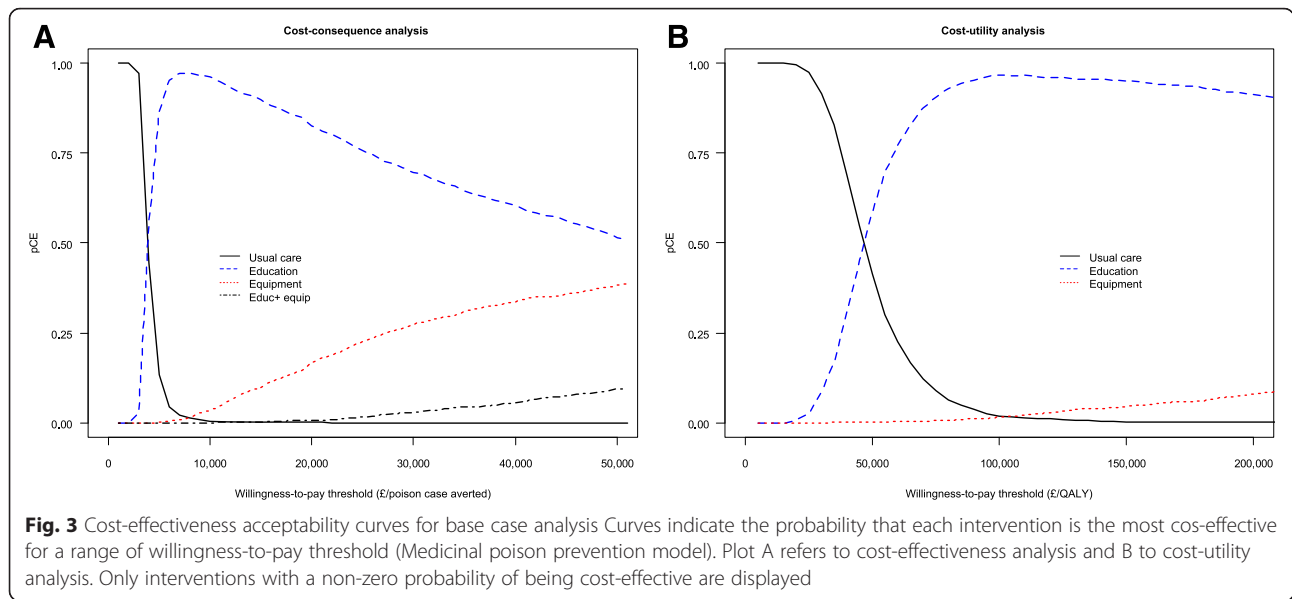 A
Cost-consequence analysis
1.00
0.75
0.50
0.25
0.00
pCE
Usual care
Education
Equipment
Educ+ equip
0
10,000
20,000
30,000
40,000
50,000
Willingness-to-pay threshold (£/poison case averted)
B
Cost-utility analysis
1.00
0.75
0.50
0.25
0.00
pCE
Usual care
Education
Equipment
0
50,000
100,000
150,000
200,000
Willingness-to-pay threshold (£/QALY)
Fig. 3 Cost-effectiveness acceptability curves for base case analysis Curves indicate the probability that each intervention is the most cos-effective
for a range of willingness-to-pay threshold (Medicinal poison prevention model). Plot A refers to cost-effectiveness analysis and B to cost-utility
analysis. Only interventions with a non-zero probability of being cost-effective are displayed